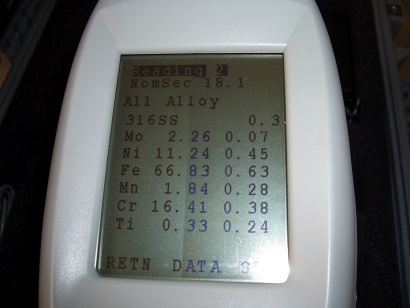 Reading 2
NomSec 18.1
All Alloy
316SS 0.3
Mo 2.26 0.07
Ni 11.24 0.45
Fe 66.83 0.63
Mn 1.84 0.28
Cr 16.41 0.38
Ti 0.33 0.24
RETN DATA